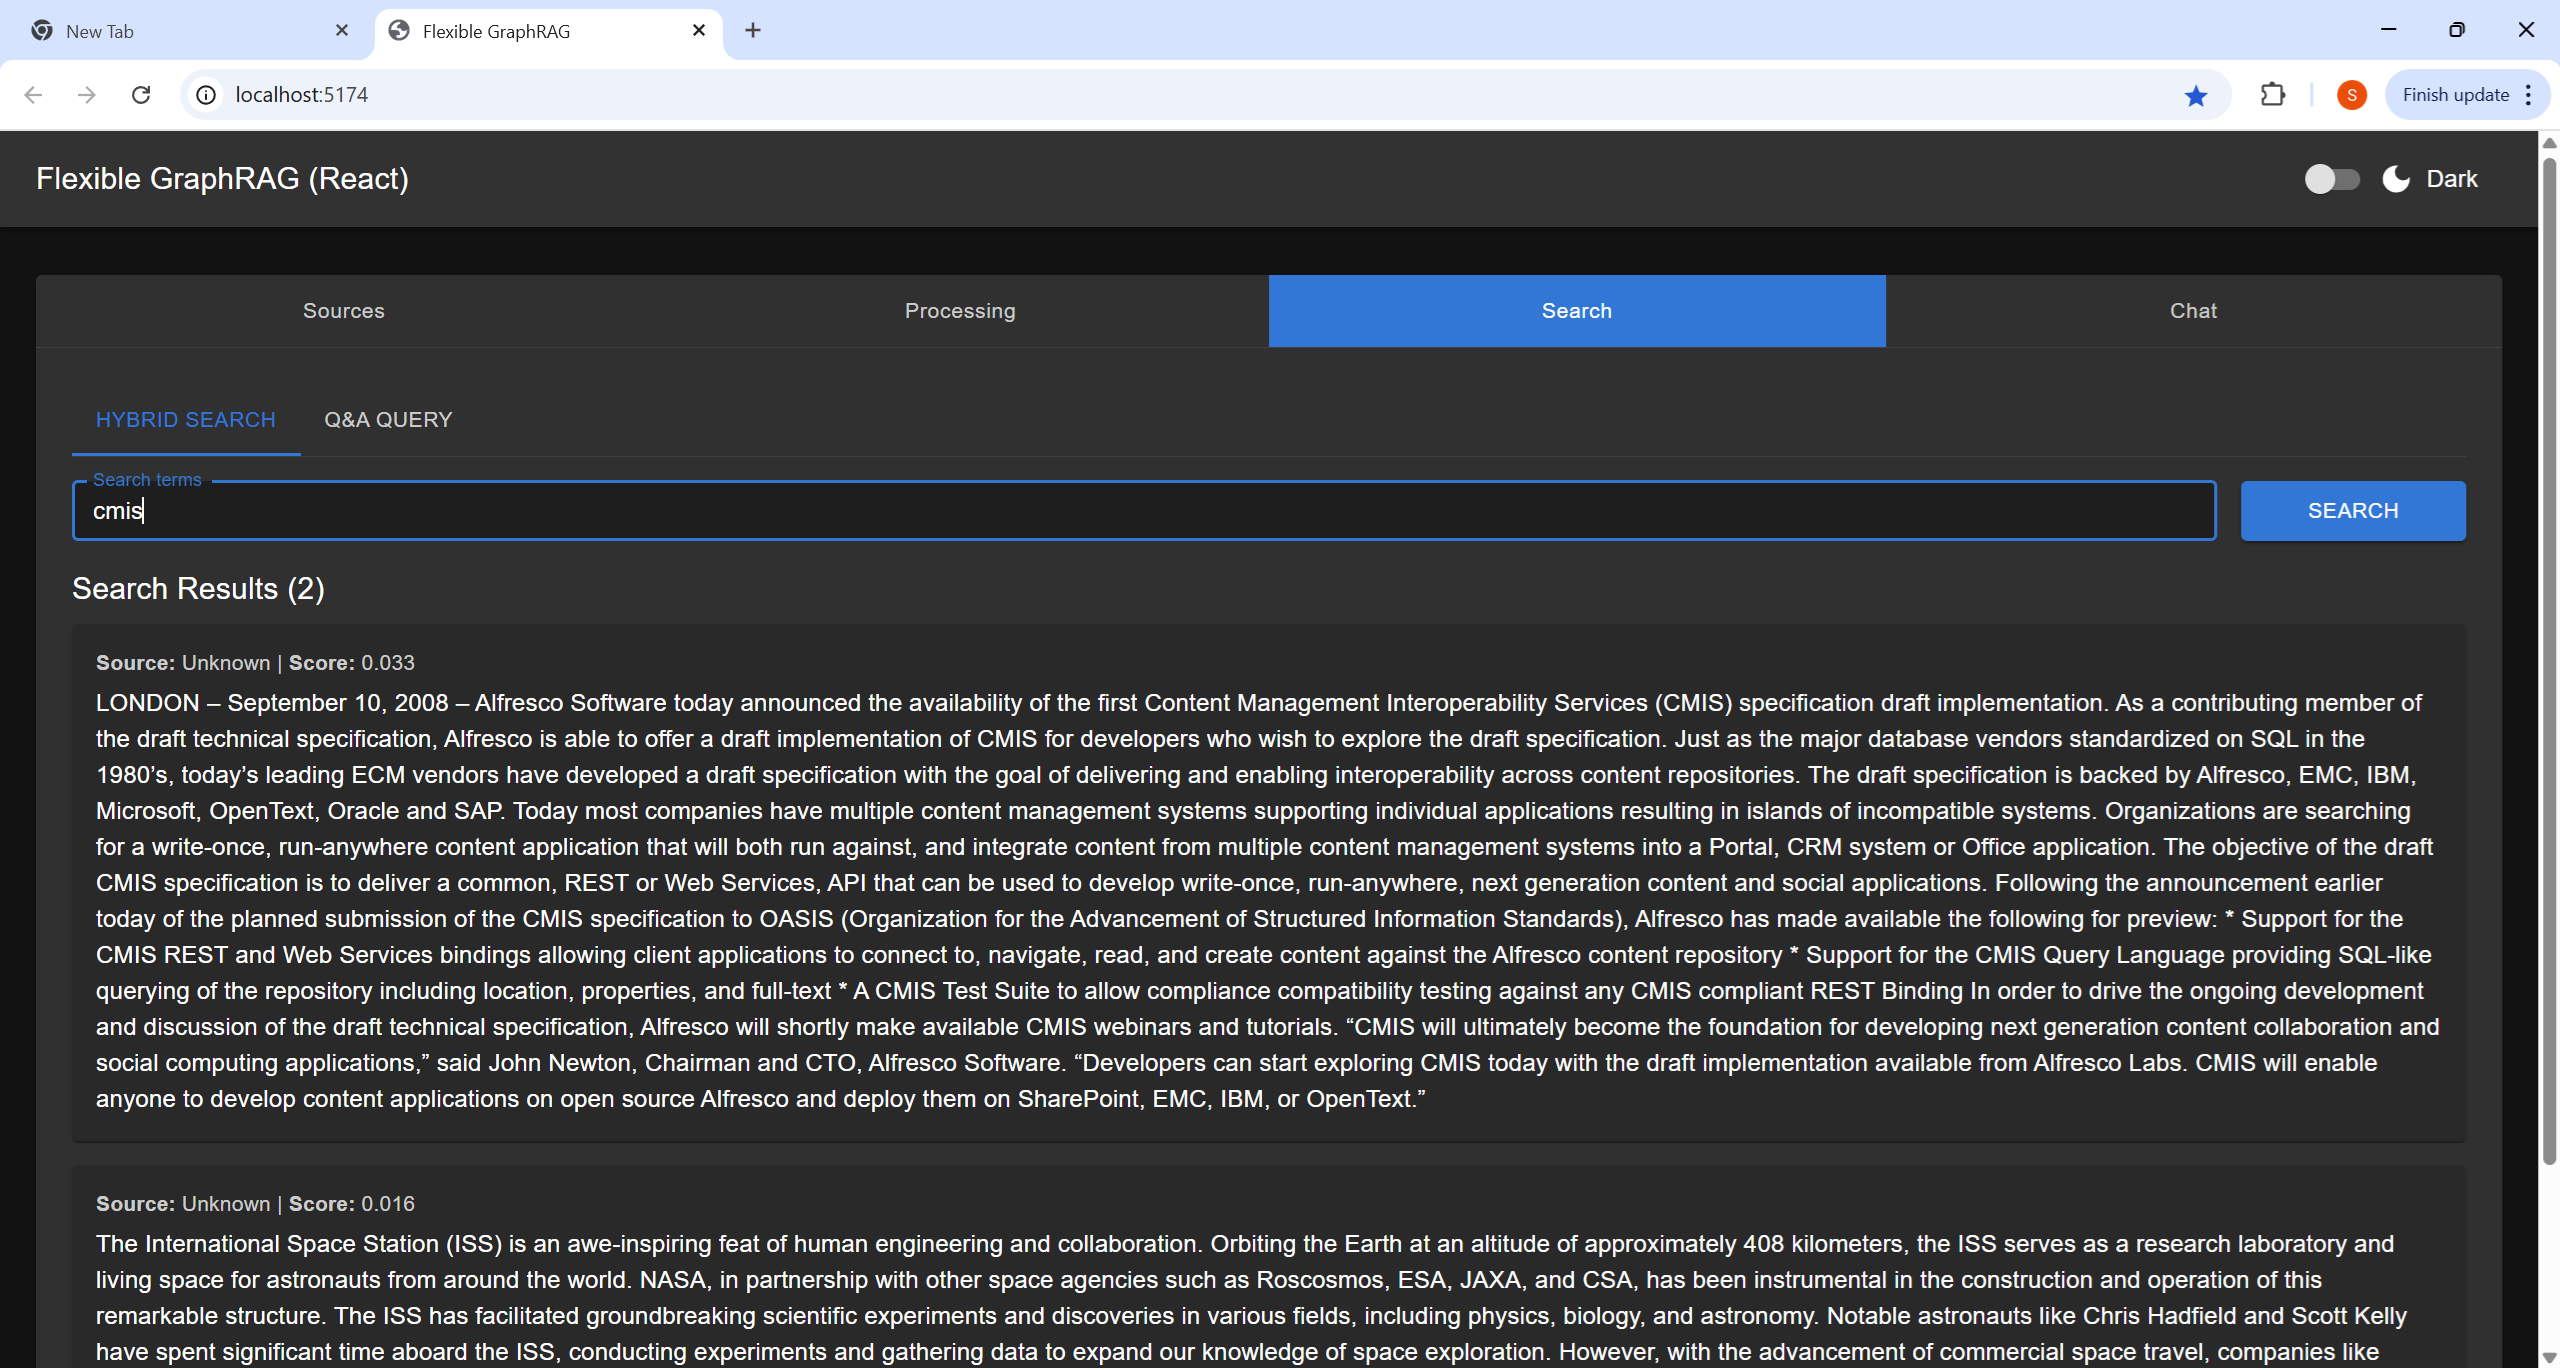 New Tab
Flexible GraphRAG
localhost:5174
S
Finish update
Flexible GraphRAG (React)
Dark
Sources
Processing
Search
Chat
HYBRID SEARCH
Q&A QUERY
Search terms
cmis
SEARCH
Search Results (2)
Source: Unknown | Score: 0.033
LONDON – September 10, 2008 – Alfresco Software today announced the availability of the first Content Management Interoperability Services (CMIS) specification draft implementation. As a contributing member of
the draft technical specification, Alfresco is able to offer a draft implementation of CMIS for developers who wish to explore the draft specification. Just as the major database vendors standardized on SQL in the
1980’s, today’s leading ECM vendors have developed a draft specification with the goal of delivering and enabling interoperability across content repositories. The draft specification is backed by Alfresco, EMC, IBM,
Microsoft, OpenText, Oracle and SAP. Today most companies have multiple content management systems supporting individual applications resulting in islands of incompatible systems. Organizations are searching
for a write-once, run-anywhere content application that will both run against, and integrate content from multiple content management systems into a Portal, CRM system or Office application. The objective of the draft
CMIS specification is to deliver a common, REST or Web Services, API that can be used to develop write-once, run-anywhere, next generation content and social applications. Following the announcement earlier
today of the planned submission of the CMIS specification to OASIS (Organization for the Advancement of Structured Information Standards), Alfresco has made available the following for preview: * Support for the
CMIS REST and Web Services bindings allowing client applications to connect to, navigate, read, and create content against the Alfresco content repository * Support for the CMIS Query Language providing SQL-like
querying of the repository including location, properties, and full-text * A CMIS Test Suite to allow compliance compatibility testing against any CMIS compliant REST Binding In order to drive the ongoing development
and discussion of the draft technical specification, Alfresco will shortly make available CMIS webinars and tutorials. “CMIS will ultimately become the foundation for developing next generation content collaboration and
social computing applications,” said John Newton, Chairman and CTO, Alfresco Software. “Developers can start exploring CMIS today with the draft implementation available from Alfresco Labs. CMIS will enable
anyone to develop content applications on open source Alfresco and deploy them on SharePoint, EMC, IBM, or OpenText.”
Source: Unknown | Score: 0.016
The International Space Station (ISS) is an awe-inspiring feat of human engineering and collaboration. Orbiting the Earth at an altitude of approximately 408 kilometers, the ISS serves as a research laboratory and
living space for astronauts from around the world. NASA, in partnership with other space agencies such as Roscosmos, ESA, JAXA, and CSA, has been instrumental in the construction and operation of this
remarkable structure. The ISS has facilitated groundbreaking scientific experiments and discoveries in various fields, including physics, biology, and astronomy. Notable astronauts like Chris Hadfield and Scott Kelly
have spent significant time aboard the ISS, conducting experiments and gathering data to expand our knowledge of space exploration. However, with the advancement of commercial space travel, companies like